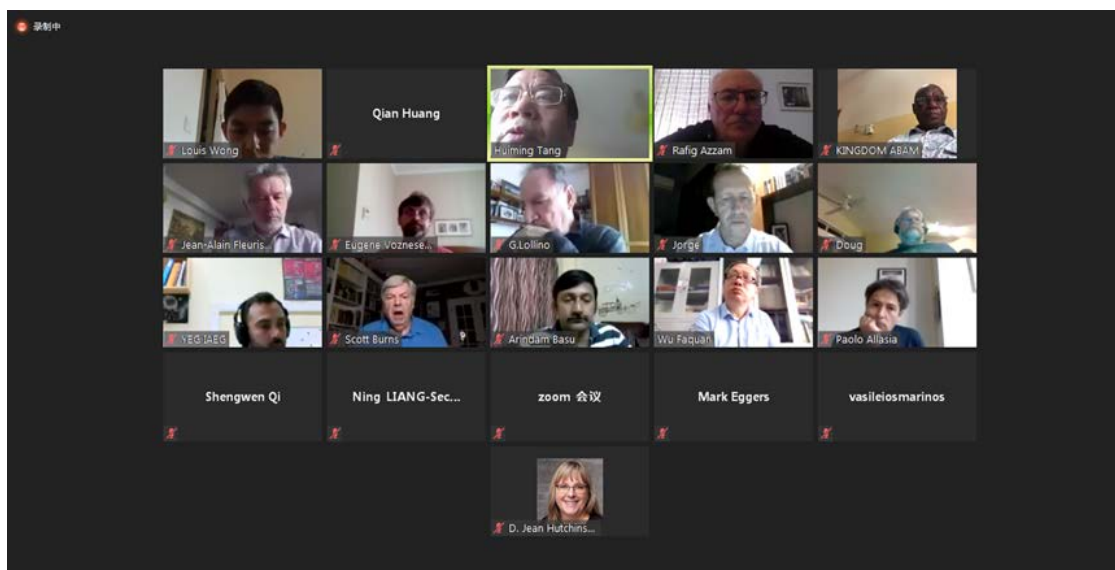 录制中
Louis Wong
Qian Huang
Huiming Tang
Rafig Azzam
KINGDOM ABAM
Jean-Alain Fleuris...
Eugene Voznese...
G.Lollino
Jorge
Doug
YEG IAEG
Scott Burns
Arindam Basu
Wu Faquan
Paolo Allasia
Shengwen Qi
Ning LIANG-Sec...
zoom 会议
Mark Eggers
vasileiosmarinos
D. Jean Hutchins...